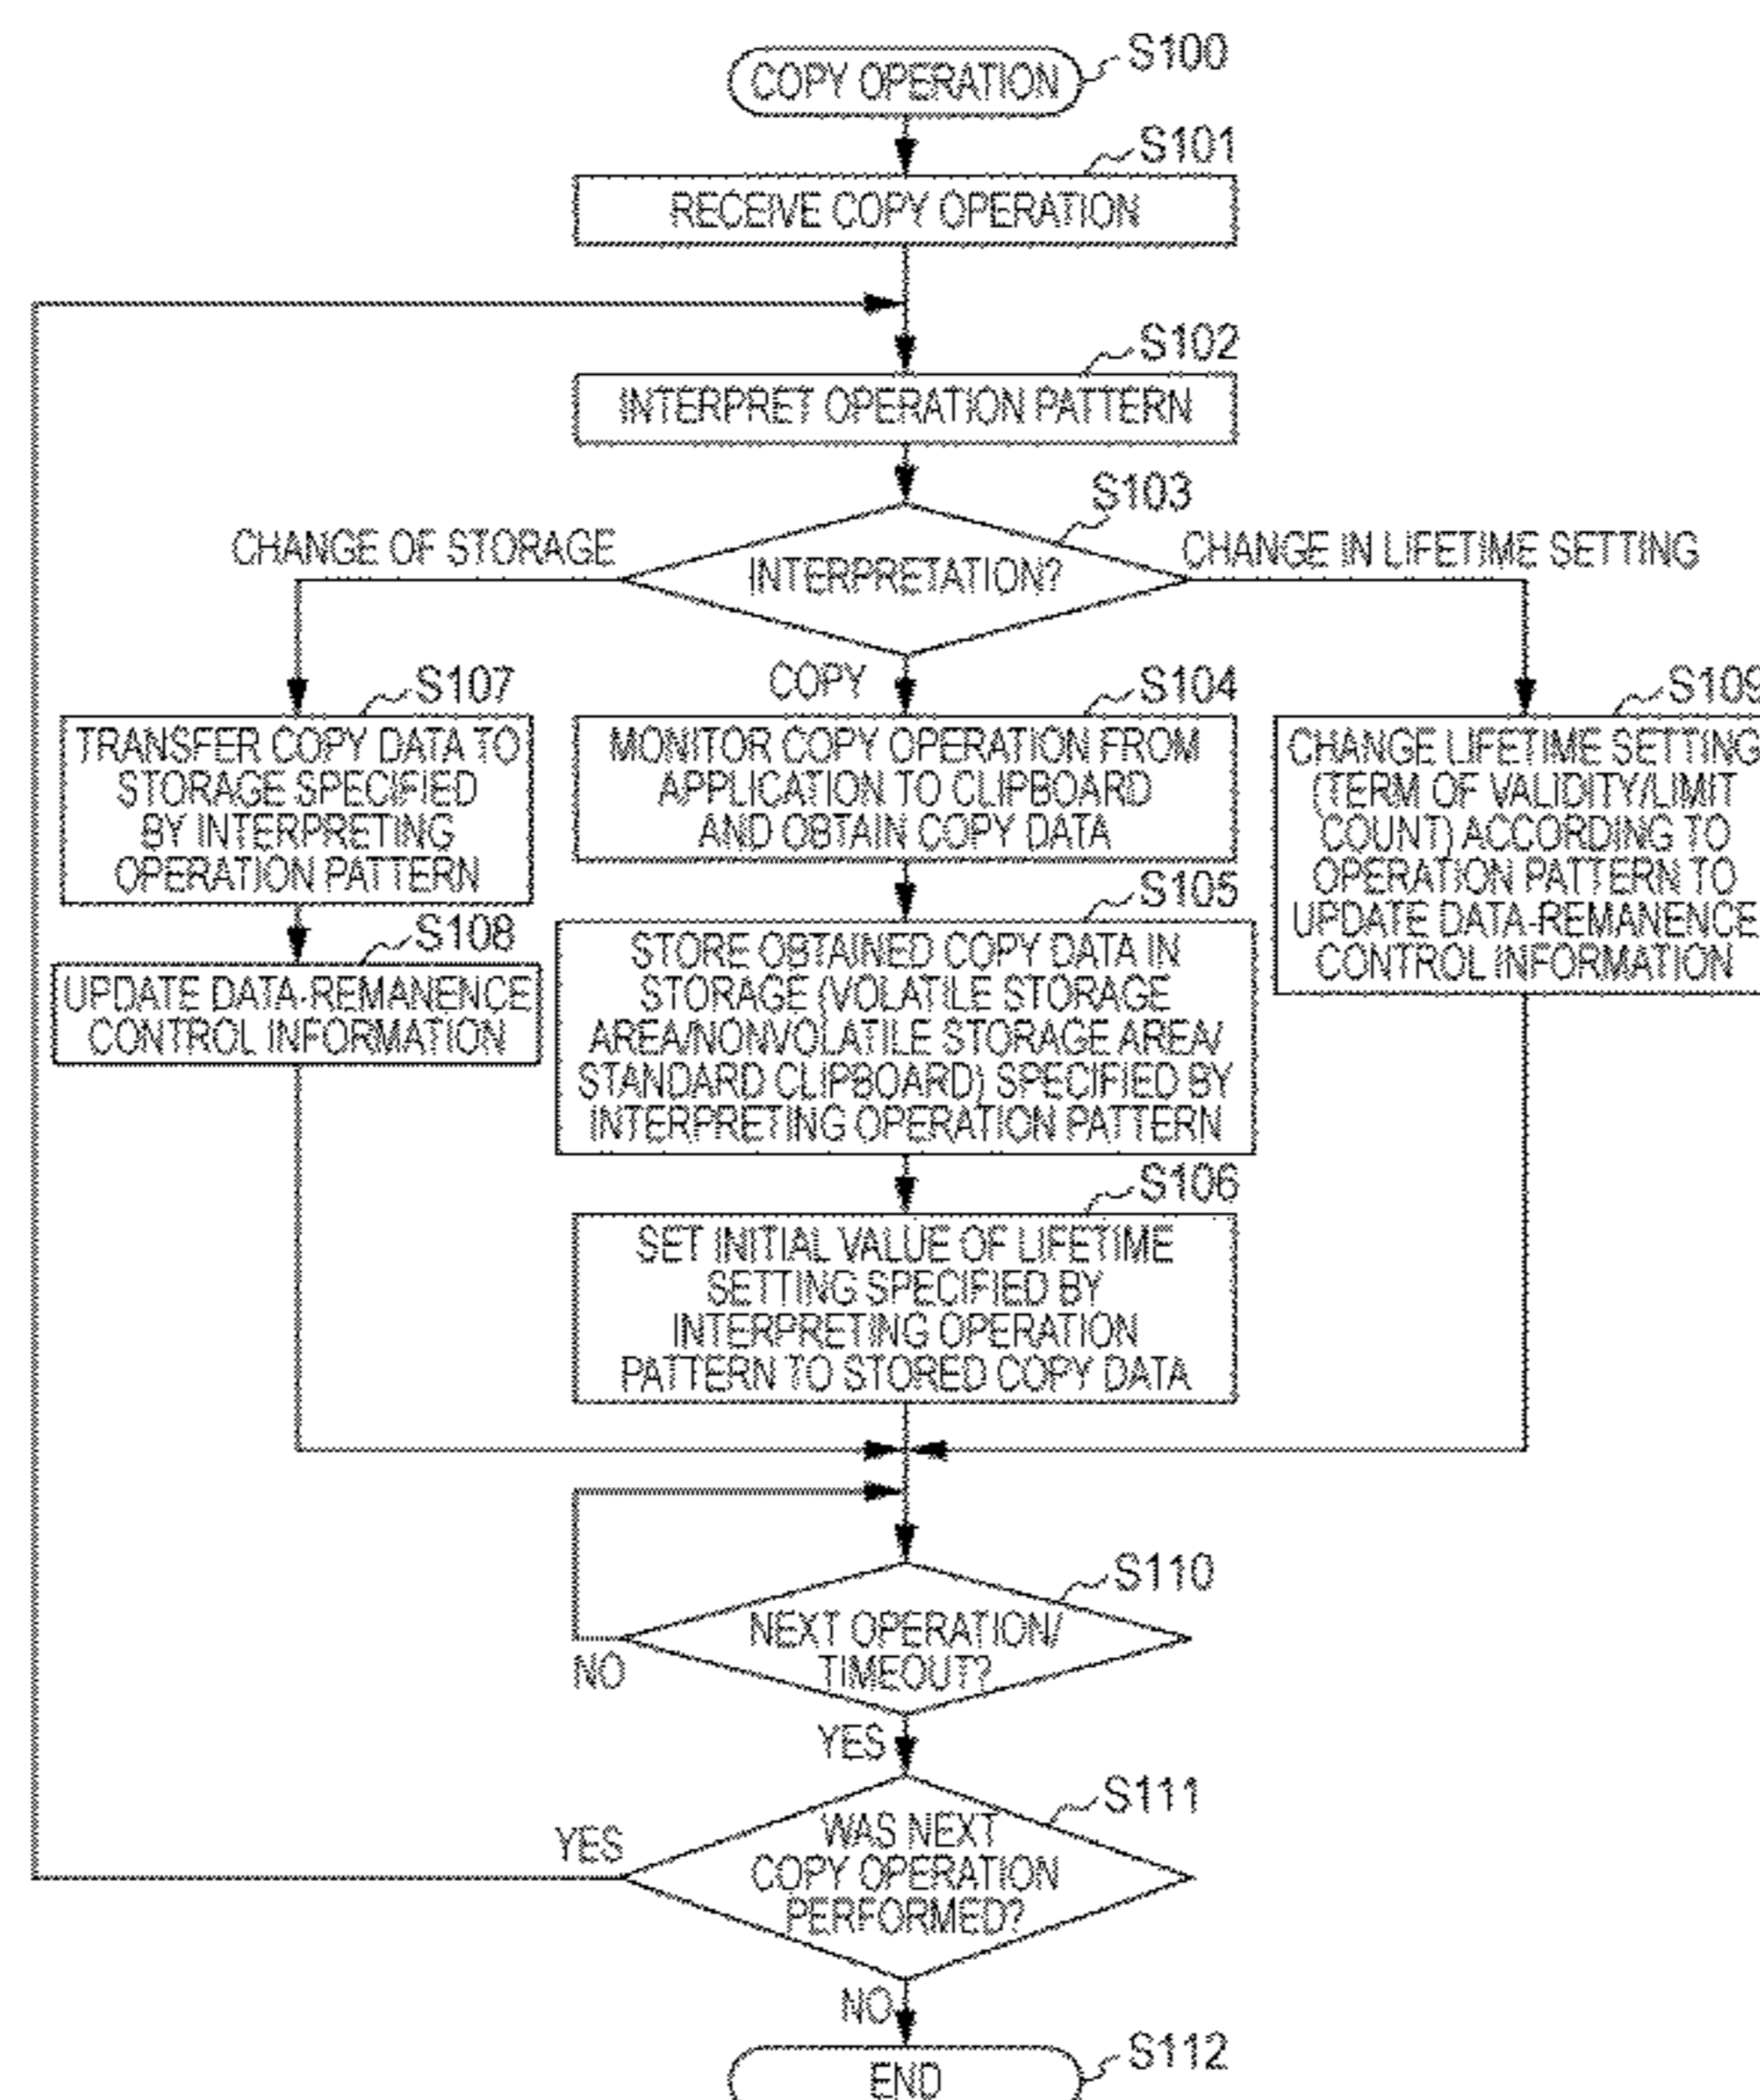 COPY OPERATION
S100
S101
RECEIVE COPY OPERATION
S102
INTERPRET OPERATION PATTERN
S103
CHANGE OF STORAGE
INTERPRETATION?
CHANGE IN LIFETIME SETTING
COPY
S107
TRANSFER COPY DATA TO
STORAGE SPECIFIED
BY INTERPRETING
OPERATION PATTERN
S108
UPDATE DATA-REMANENCE
CONTROL INFORMATION
S104
MONITOR COPY OPERATION FROM
APPLICATION TO CLIPBOARD
AND OBTAIN COPY DATA
S105
STORE OBTAINED COPY DATA IN
STORAGE (VOLATILE STORAGE
AREA/NONVOLATILE STORAGE AREA/
STANDARD CLIPBOARD) SPECIFIED BY
INTERPRETING OPERATION PATTERN
S106
SET INITIAL VALUE OF LIFETIME
SETTING SPECIFIED BY
INTERPRETING OPERATION
PATTERN TO STORED COPY DATA
S109
CHANGE LIFETIME SETTING
(TERM OF VALIDITY/LIMIT
COUNT) ACCORDING TO
OPERATION PATTERN TO
UPDATE DATA-REMANENCE
CONTROL INFORMATION
S110
NEXT OPERATION/
TIMEOUT?
NO
YES
S111
WAS NEXT
COPY OPERATION
PERFORMED?
YES
NO
S112
END